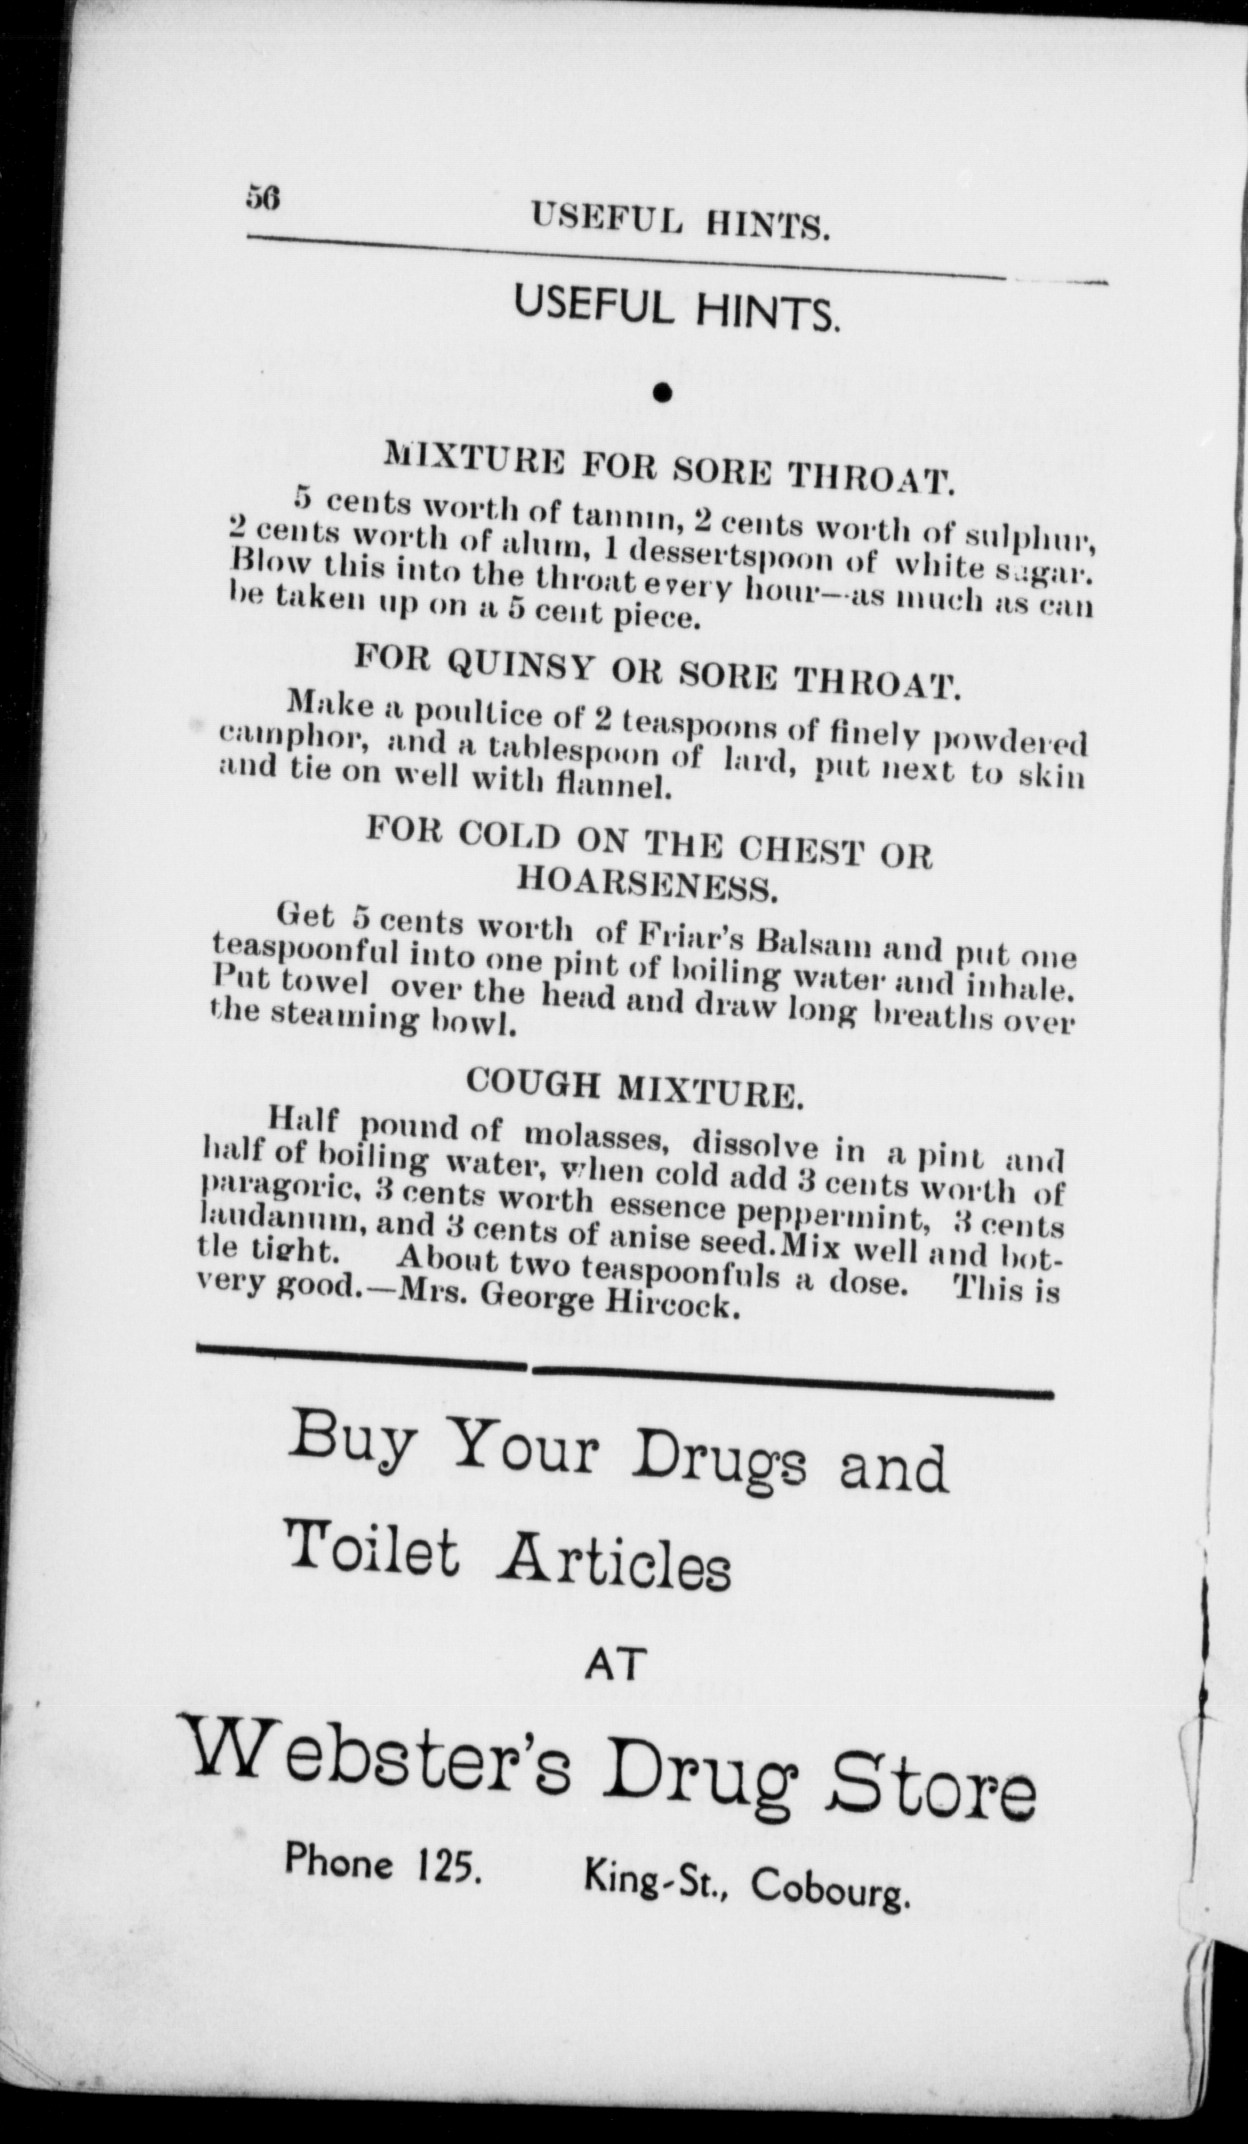 56
USEFUL HINTS.
USEFUL HINTS.
MIXTURE FOR SORE THROAT.
5 cents worth of tannin, 2 cents worth of sulphur,
2 cents worth of alum, 1 dessertspoon of white sugar.
Blow this into the throat every hour—as much as can
be taken up on a 5 cent piece.
FOR QUINSY OR SORE THROAT.
Make a poultice of 2 teaspoons of finely powdered
camphor, and a tablespoon of lard, put next to skin
and tie on well with flannel.
FOR COLD ON THE CHEST OR
HOARSENESS.
Get 5 cents worth of Friar's Balsam and put one
teaspoonful into one pint of boiling water and inhale.
Put towel over the head and draw long breaths over
the steaming bowl.
COUGH MIXTURE.
Half pound of molasses, dissolve in a pint and
half of boiling water, when cold add 3 cents worth of
paragoric, 3 cents worth essence peppermint, 3 cents
laudanum, and 3 cents of anise seed. Mix well and bot-
tle tight. About two teaspoonfuls a dose. This is
very good.—Mrs. George Hircock.
Buy Your Drugs and
Toilet Articles
AT
Webster's Drug Store
Phone 125. King-St., Cobourg.